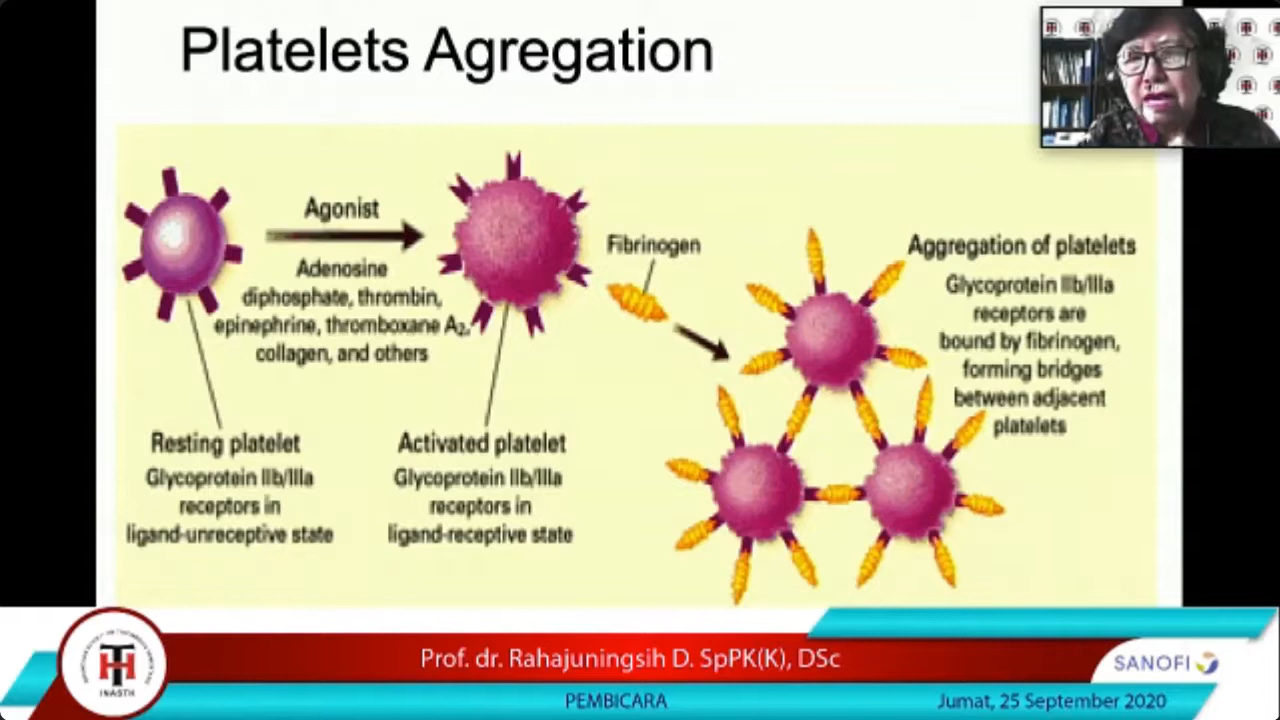 Platelets Agregation
Agonist
Adenosine
diphosphate, thrombin,
epinephrine, thromboxane A₂,
collagen, and others
Resting platelet
Glycoprotein IIb/IIIa
receptors in
ligand-unreceptive state
Activated platelet
Glycoprotein IIb/IIIa
receptors in
ligand-receptive state
Fibrinogen
Aggregation of platelets
Glycoprotein IIb/IIIa
receptors are
bound by fibrinogen,
forming bridges
between adjacent
platelets
INASTH
Prof. dr. Rahajuningsih D. SpPK(K), DSc
SANOFI
PEMBICARA
Jumat, 25 September 2020